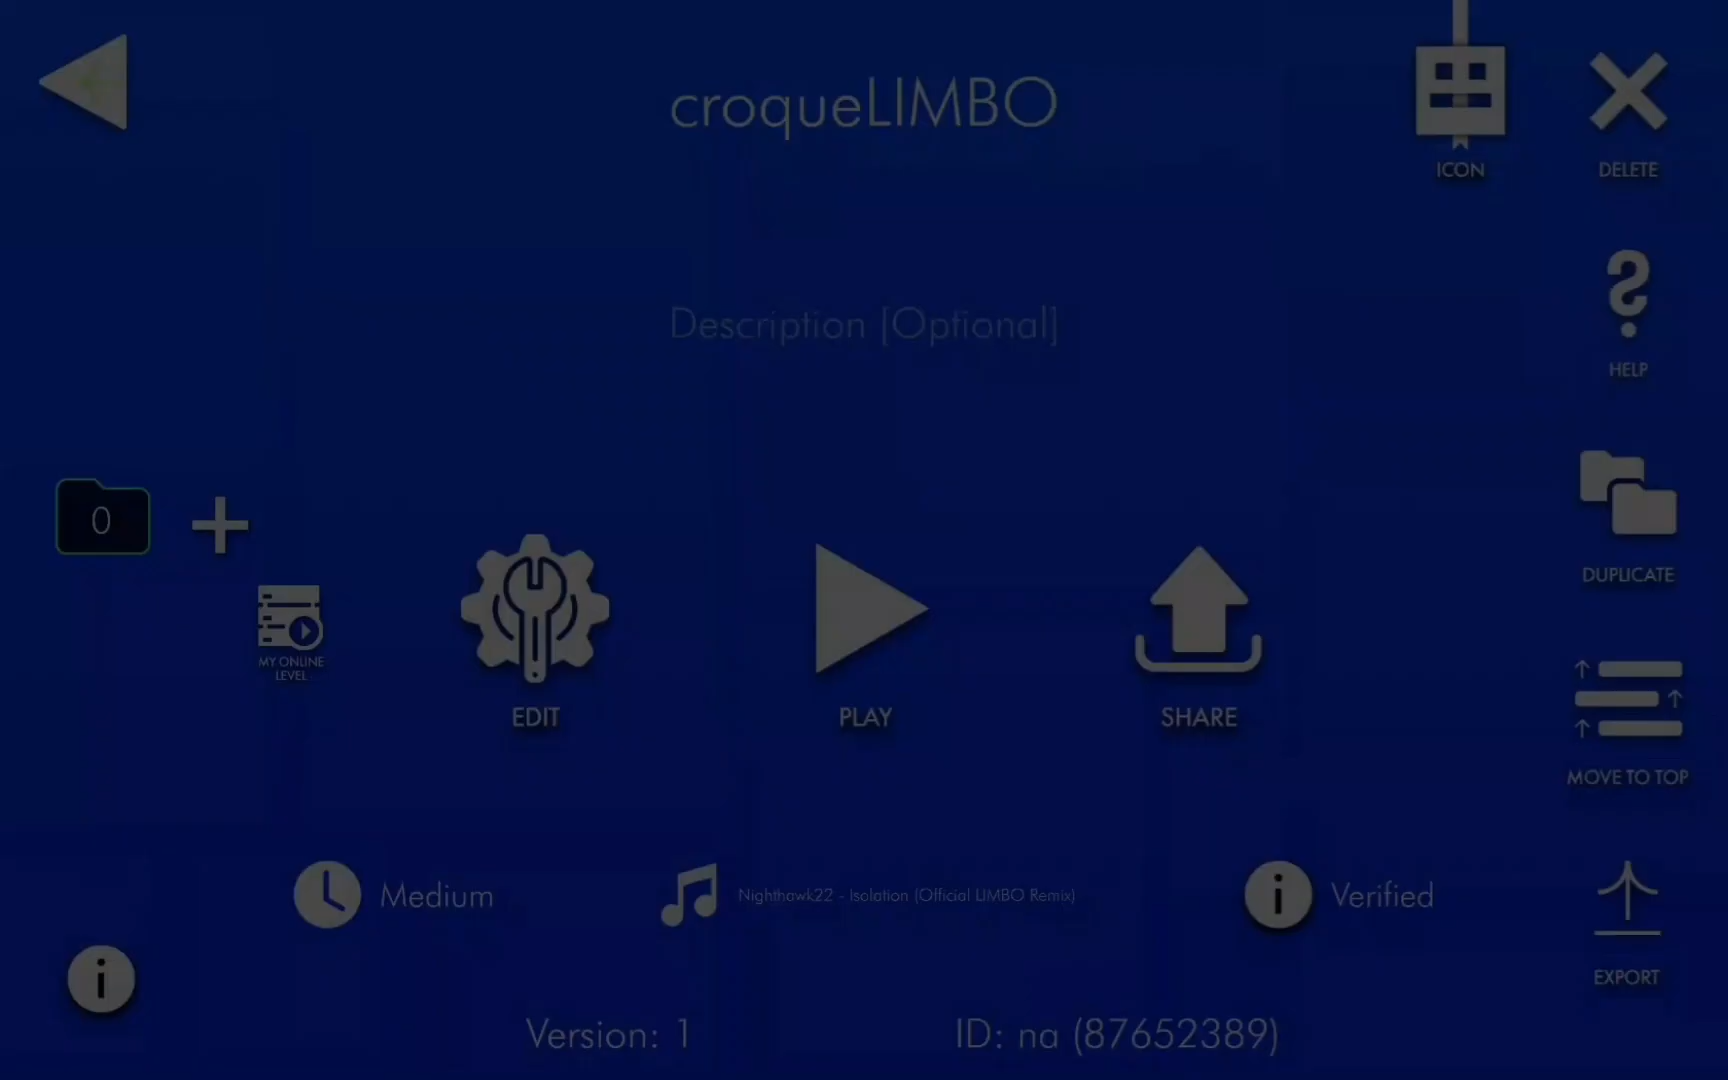 croqueLIMBO
ICON
DELETE
Description [Optional]
HELP
0
DUPLICATE
MY ONLINE
LEVEL
EDIT
PLAY
SHARE
MOVE TO TOP
Medium
Nighthawk22 - Isolation (Official LIMBO Remix)
Verified
EXPORT
Version: 1
ID: na (87652389)